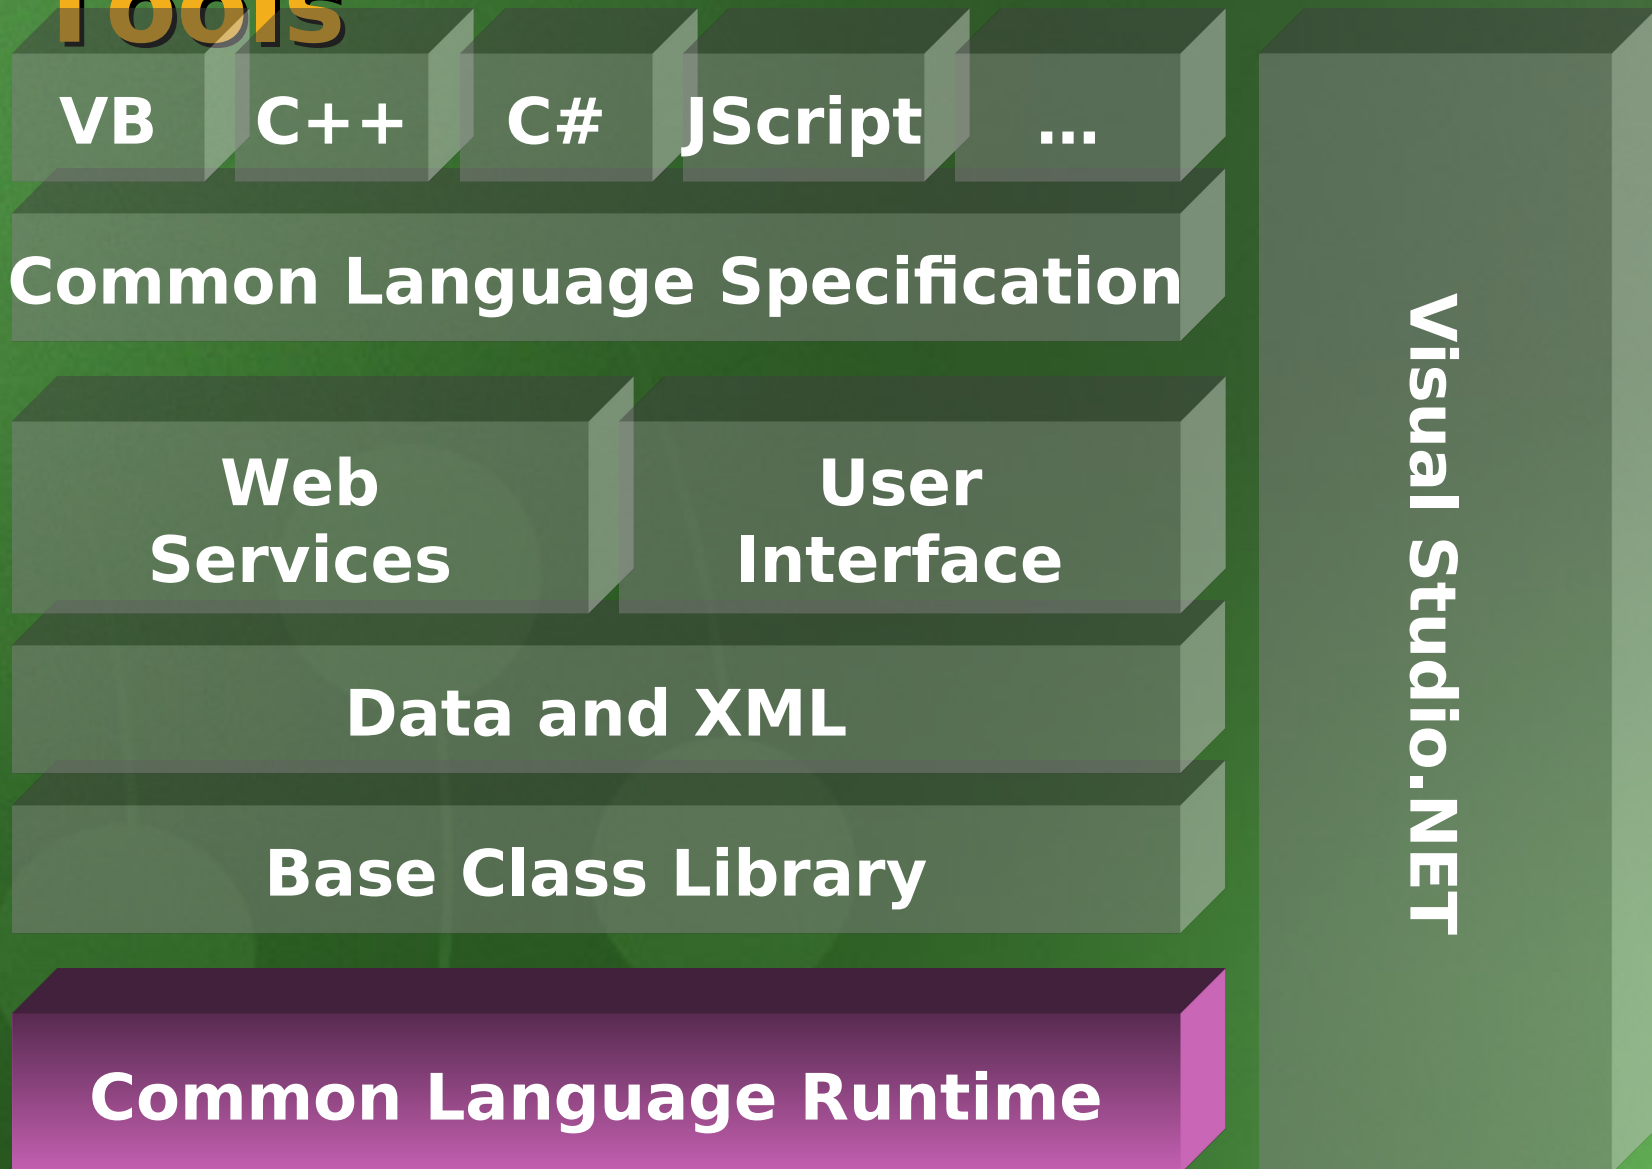 Tools
VB C++ C# JScript …
Common Language Specification
Web
Services
User
Interface
Data and XML
Base Class Library
Common Language Runtime
Visual Studio.NET